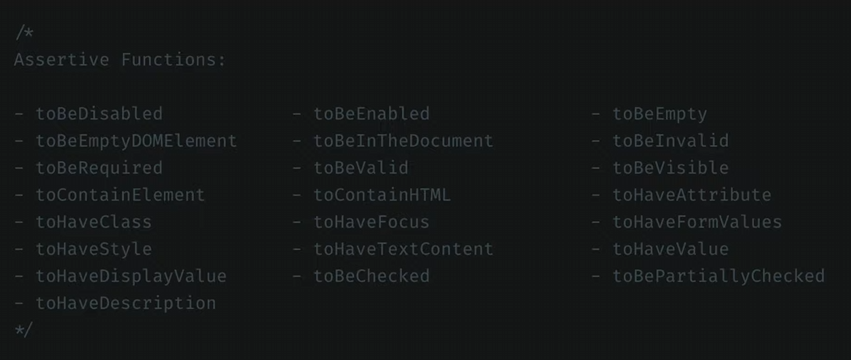 /*
Assertive Functions:
- toBeDisabled - toBeEnabled - toBeEmpty
- toBeEmptyDOMElement - toBeInTheDocument - toBeInvalid
- toBeRequired - toBeValid - toBeVisible
- toContainElement - toContainHTML - toHaveAttribute
- toHaveClass - toHaveFocus - toHaveFormValues
- toHaveStyle - toHaveTextContent - toHaveValue
- toHaveDisplayValue - toBeChecked - toBePartiallyChecked
- toHaveDescription
*/